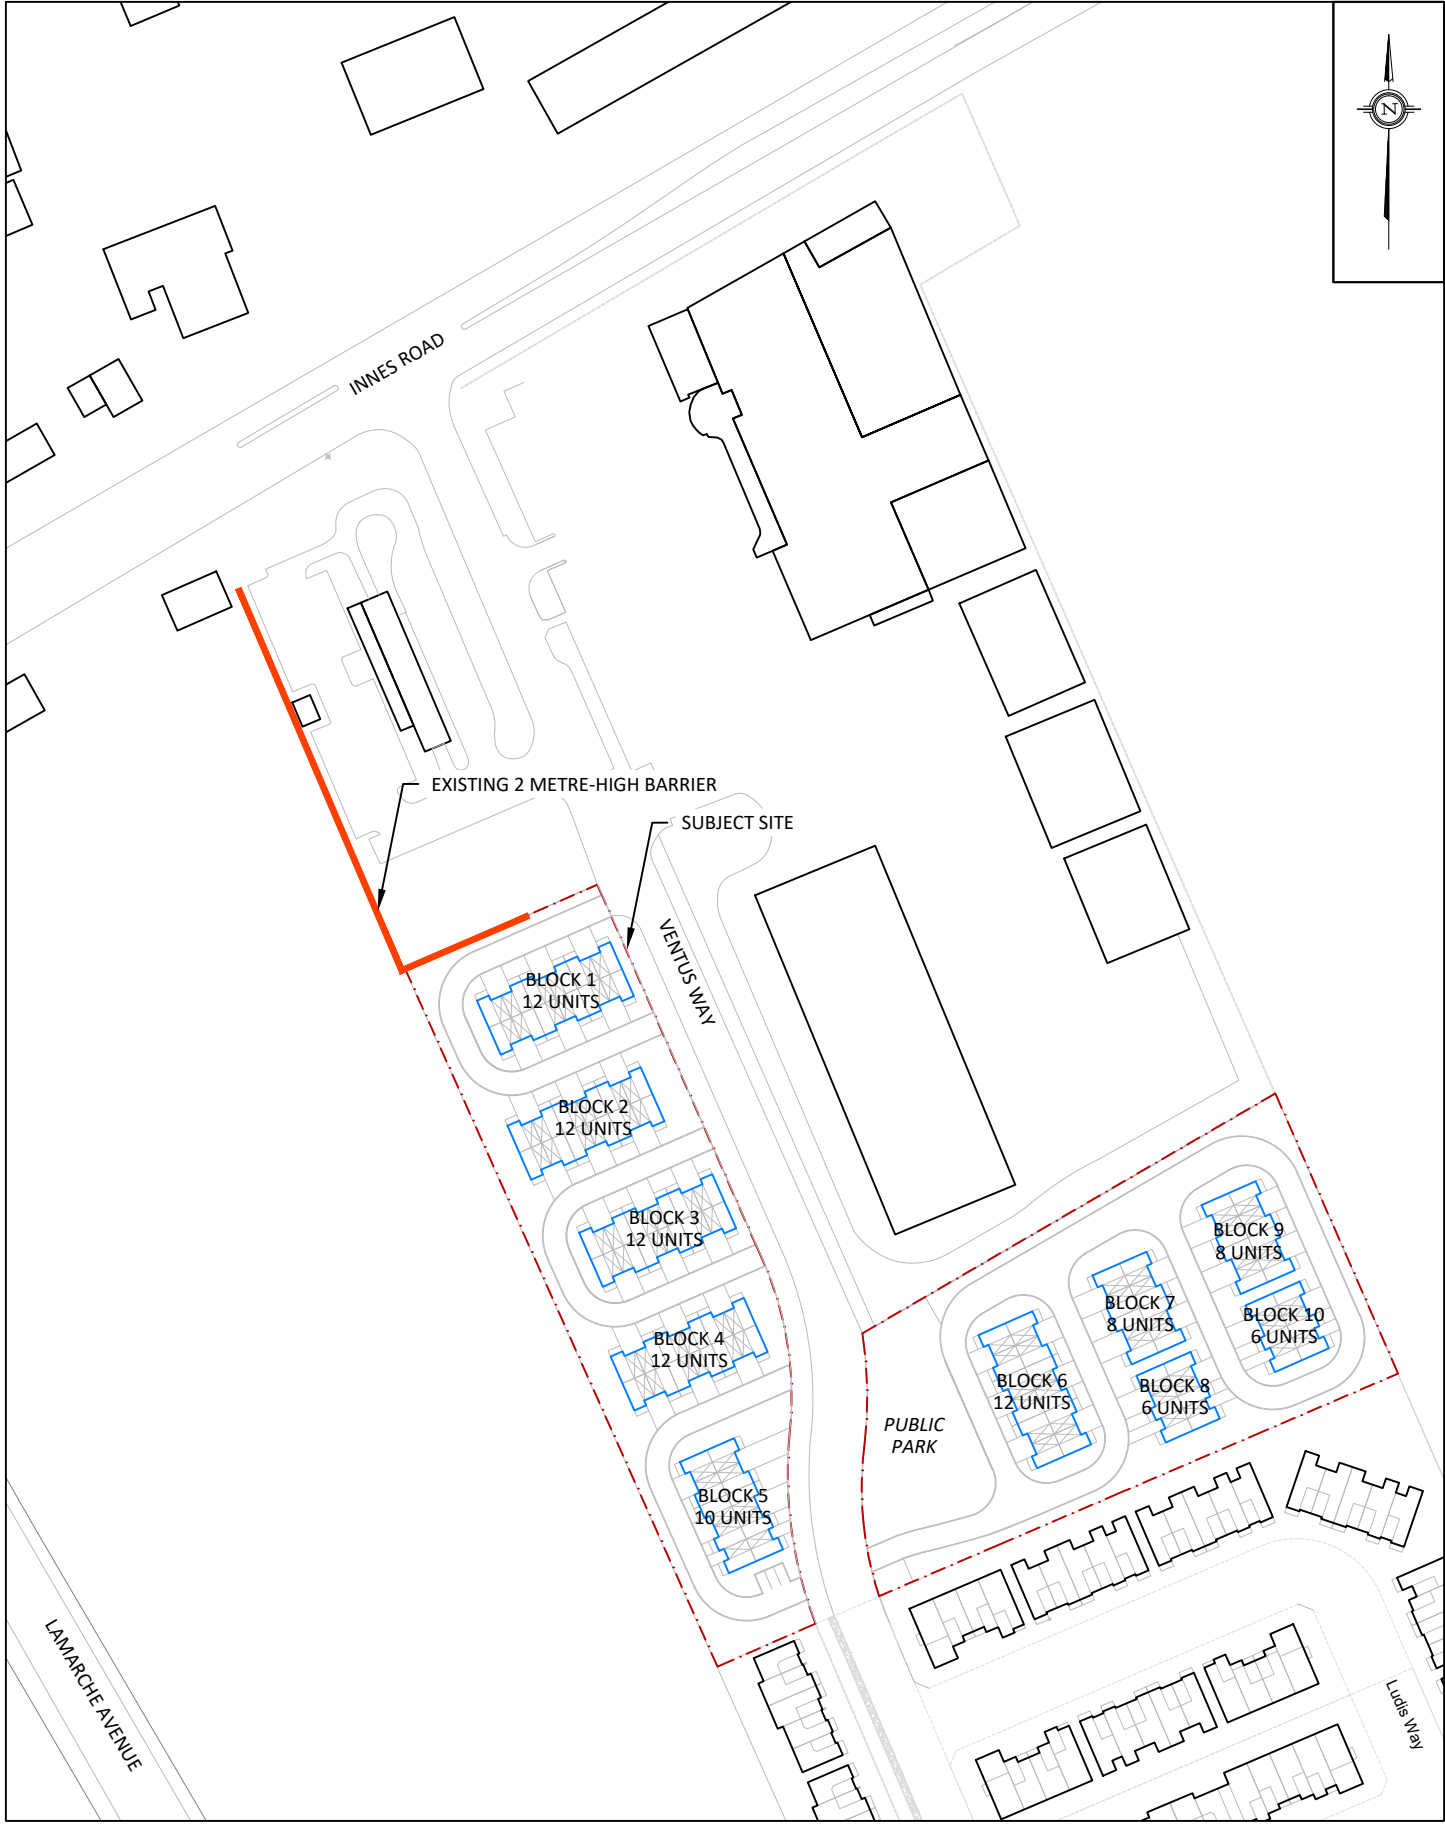 N
INNES ROAD
EXISTING 2 METRE-HIGH BARRIER
SUBJECT SITE
VENTUS WAY
BLOCK 1
12 UNITS
BLOCK 2
12 UNITS
BLOCK 3
12 UNITS
BLOCK 4
12 UNITS
BLOCK 5
10 UNITS
PUBLIC
PARK
BLOCK 6
12 UNITS
BLOCK 7
8 UNITS
BLOCK 8
6 UNITS
BLOCK 9
8 UNITS
BLOCK 10
6 UNITS
LAMARCHE AVENUE
Ludis Way